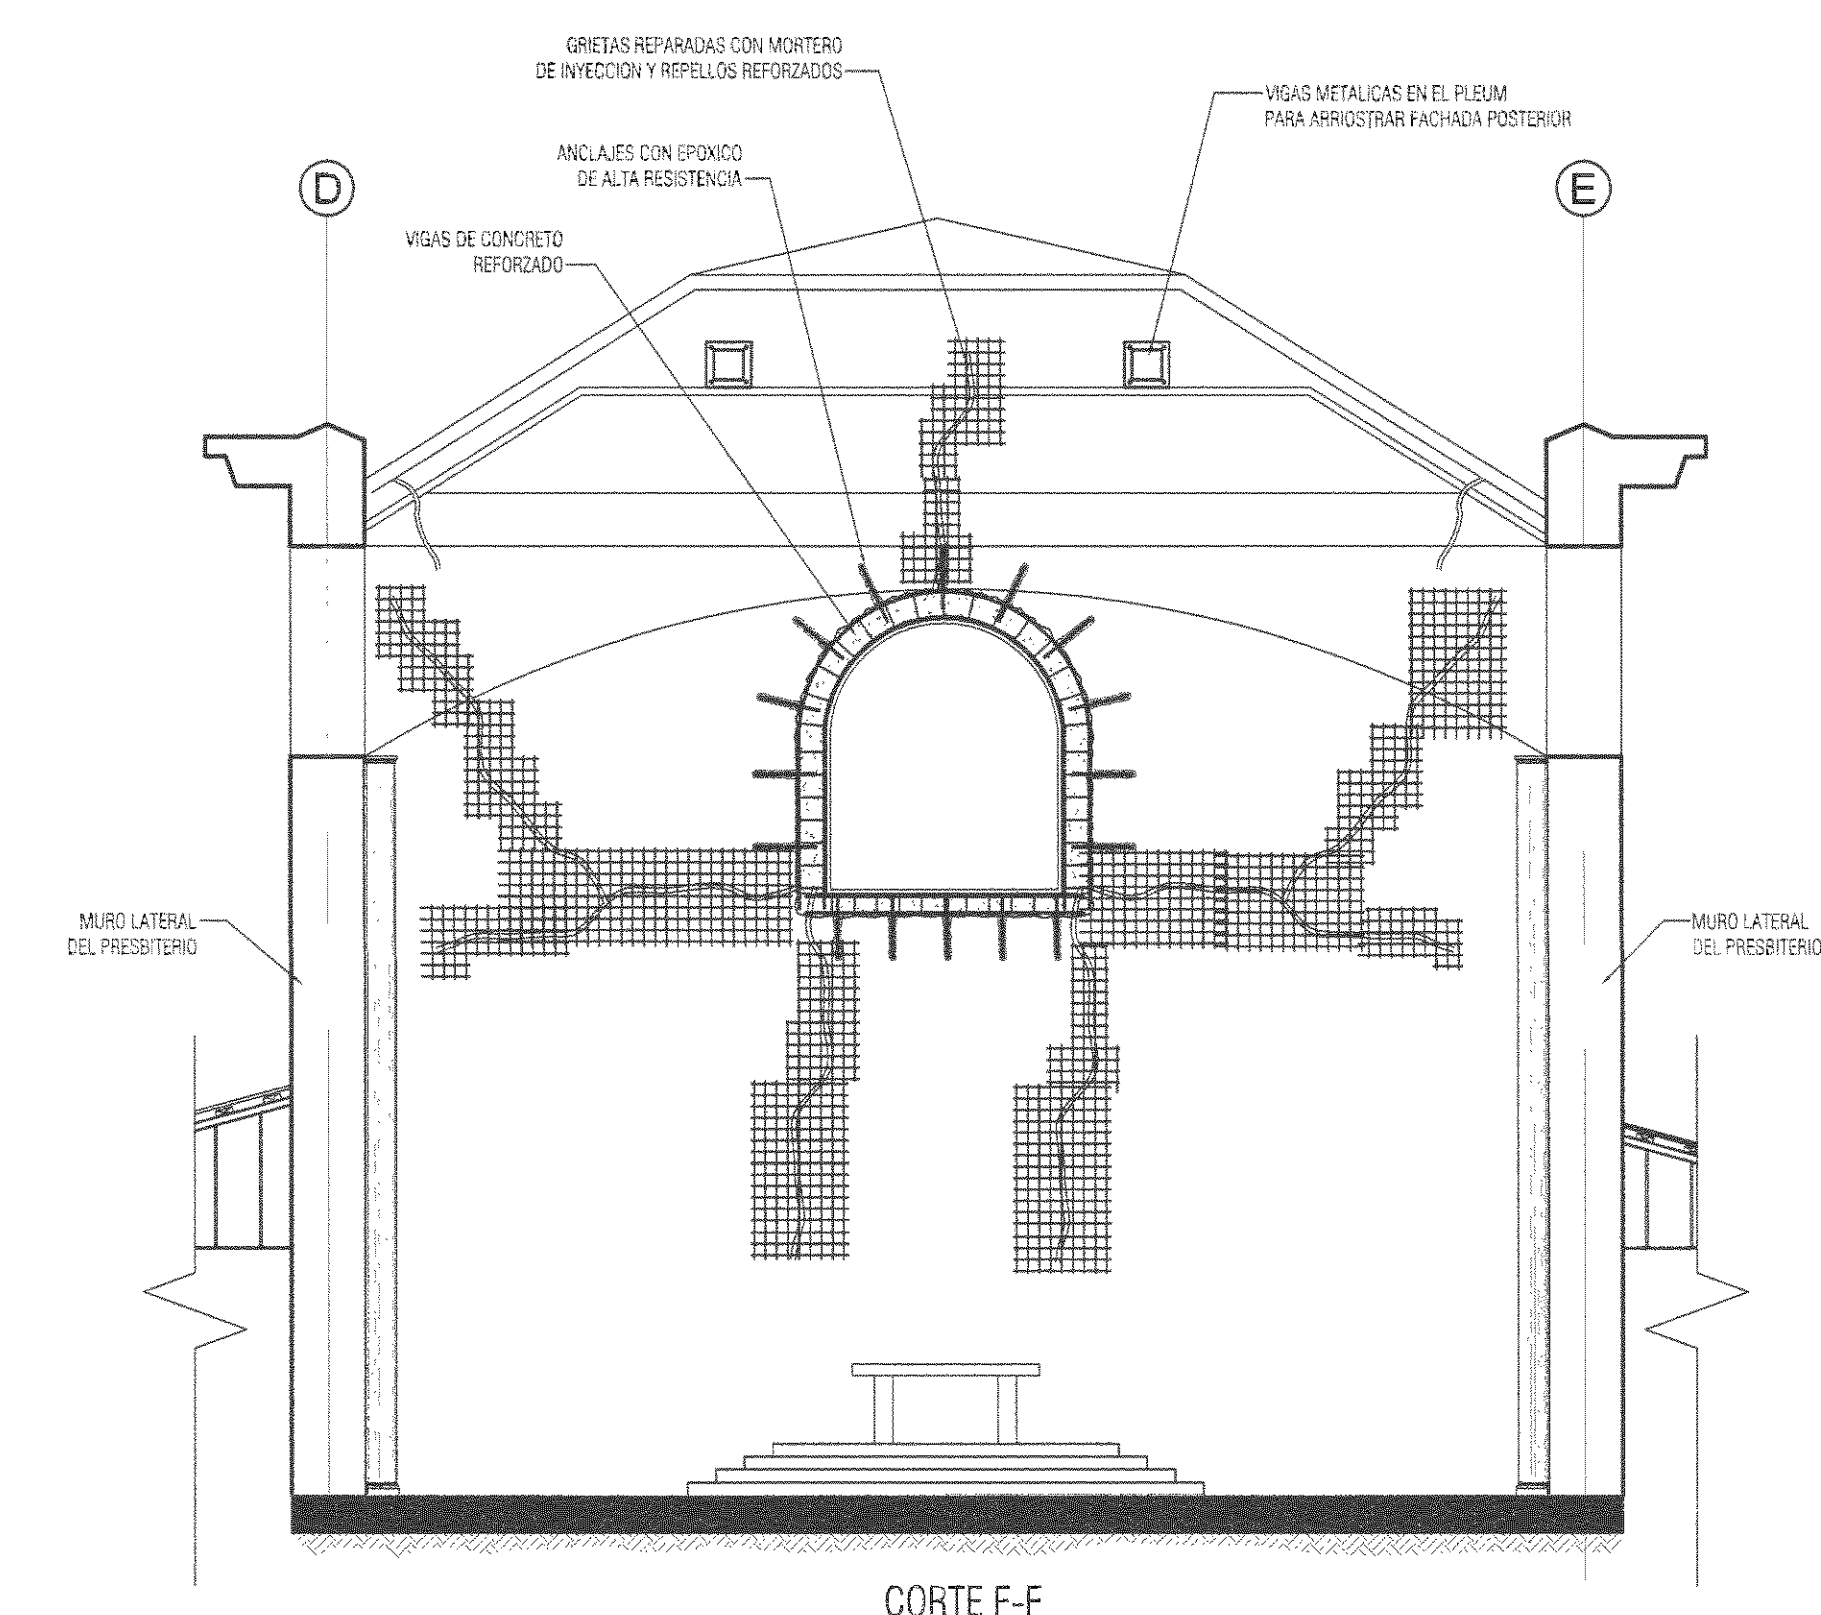 GRIETAS REPARADAS CON MORTERO
DE INYECCION Y REPELLOS REFORZADOS
VIGAS METALICAS EN EL PLEUM
PARA ARRIOSTRAR FACHADA POSTERIOR
ANCLAJES CON EPOXICO
DE ALTA RESISTENCIA
D
E
VIGAS DE CONCRETO
REFORZADO
MURO LATERAL
DEL PRESBITERIO
MURO LATERAL
DEL PRESBITERIO
CORTE F-F